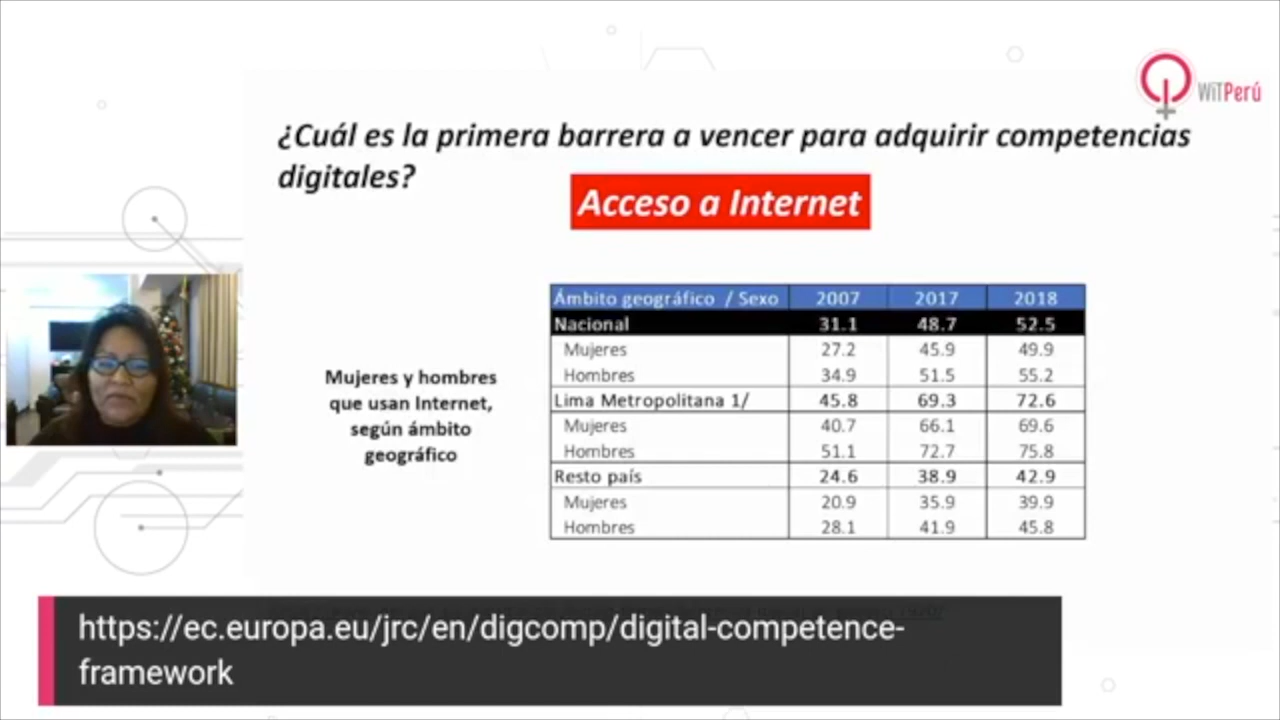 WiTPerú
¿Cuál es la primera barrera a vencer para adquirir competencias
digitales?
Acceso a Internet
Mujeres y hombres
que usan Internet,
según ámbito
geográfico
Ámbito geográfico / Sexo 2007 2017 2018
Nacional 31.1 48.7 52.5
Mujeres 27.2 45.9 49.9
Hombres 34.9 51.5 55.2
Lima Metropolitana 1/ 45.8 69.3 72.6
Mujeres 40.7 66.1 69.6
Hombres 51.1 72.7 75.8
Resto país 24.6 38.9 42.9
Mujeres 20.9 35.9 39.9
Hombres 28.1 41.9 45.8
https://ec.europa.eu/jrc/en/digcomp/digital-competence-
framework